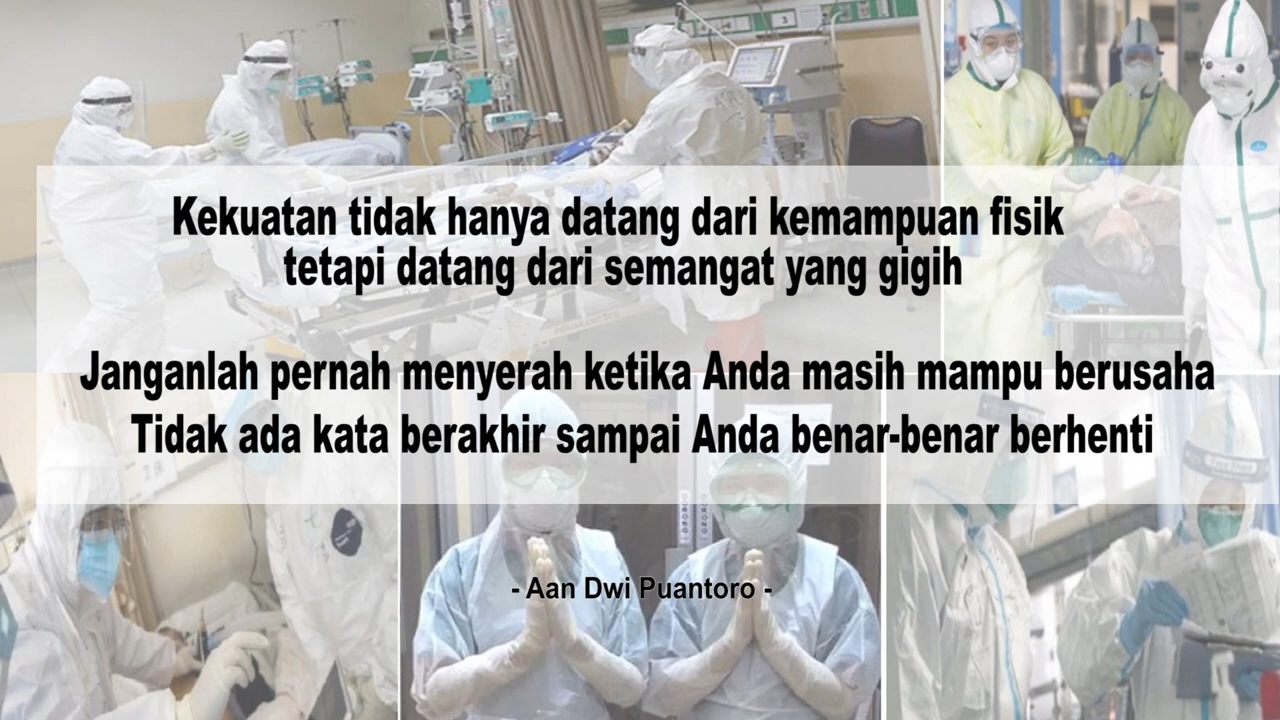 Kekuatan tidak hanya datang dari kemampuan fisik
tetapi datang dari semangat yang gigih
Janganlah pernah menyerah ketika Anda masih mampu berusaha
Tidak ada kata berakhir sampai Anda benar-benar berhenti
- Aan Dwi Puantoro -